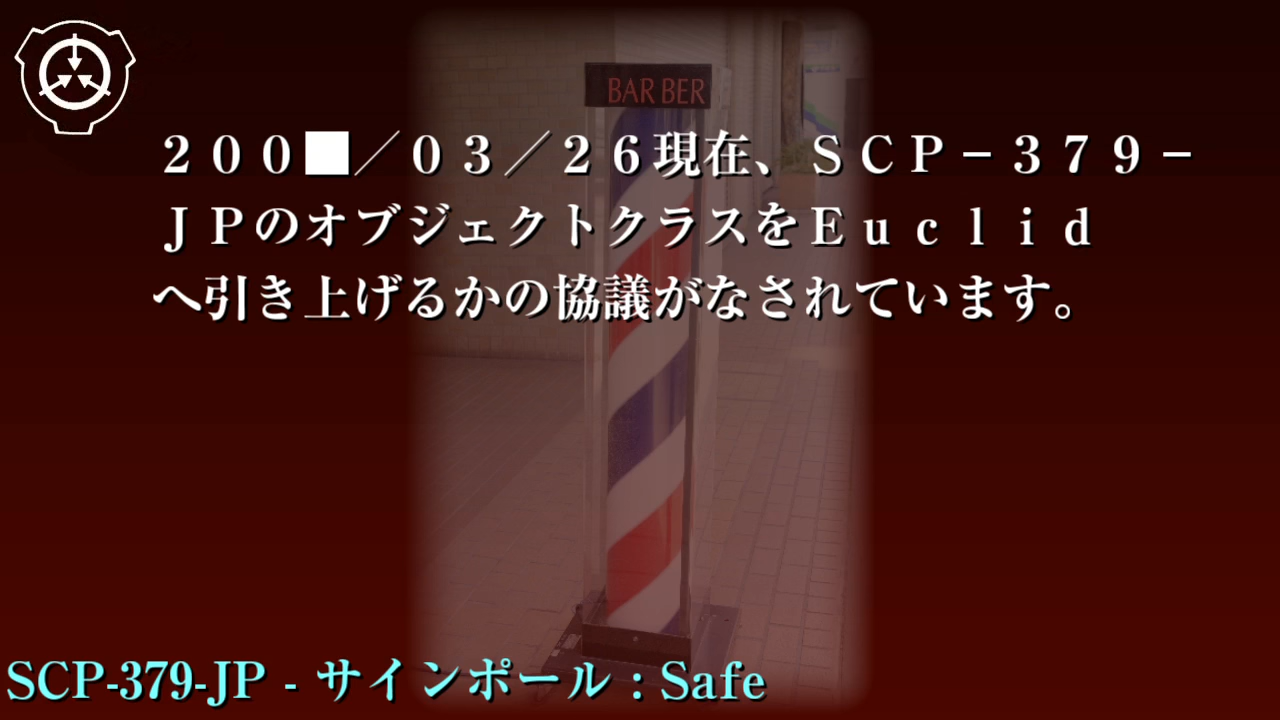 BARBER
２００■／０３／２６現在、ＳＣＰ－３７９－
ＪＰのオブジェクトクラスをＥｕｃｌｉｄ
へ引き上げるかの協議がなされています。
SCP-379-JP - サインポール：Safe